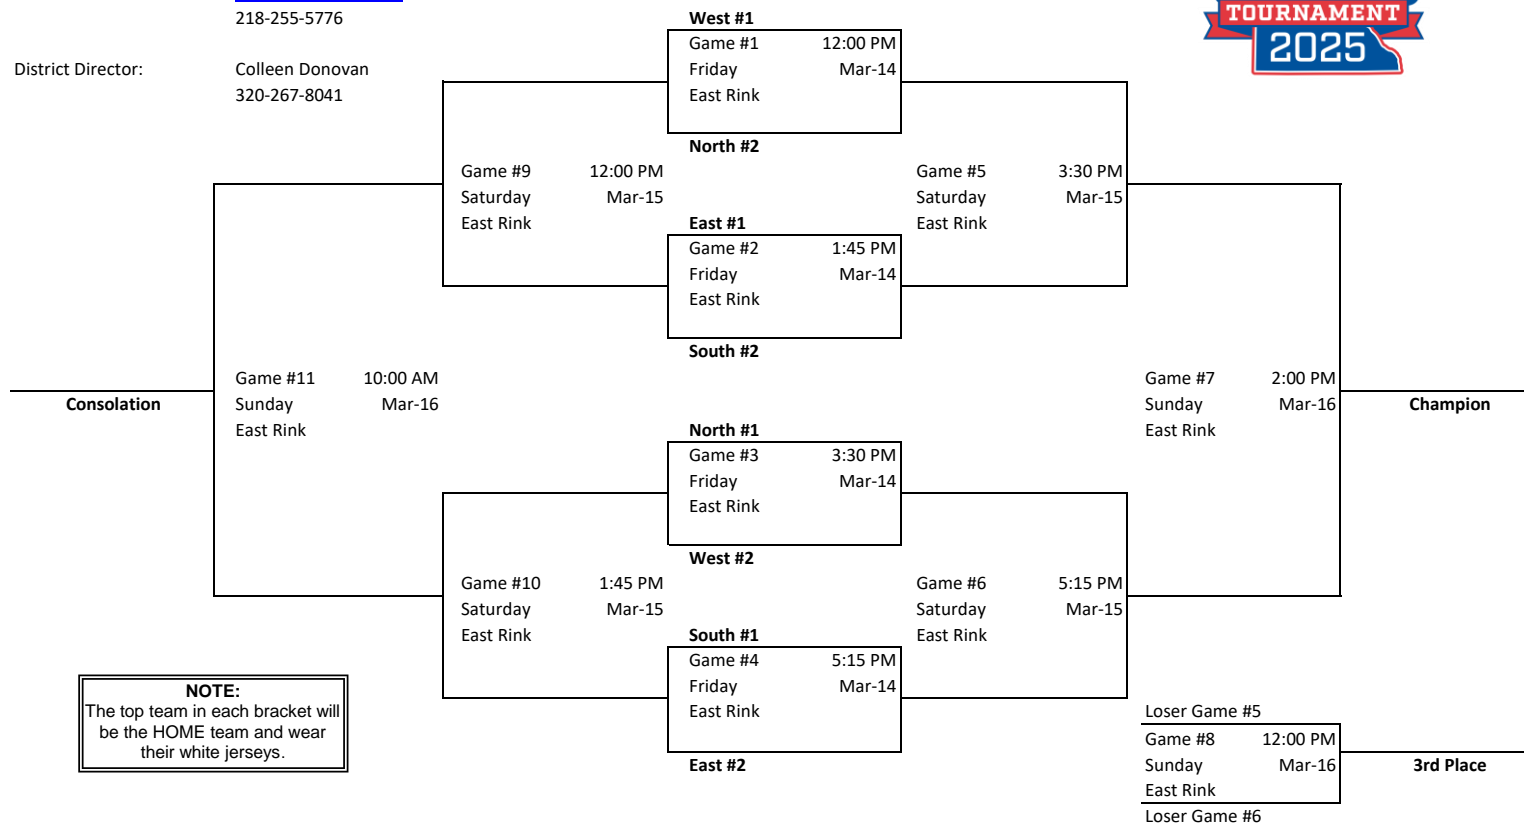 218-255-5776
District Director: Colleen Donovan
320-267-8041
TOURNAMENT
2025
West #1
Game #1 12:00 PM
Friday Mar-14
East Rink
North #2
Game #9 12:00 PM
Saturday Mar-15
East Rink
Game #5 3:30 PM
Saturday Mar-15
East Rink
East #1
Game #2 1:45 PM
Friday Mar-14
East Rink
South #2
Game #11 10:00 AM
Sunday Mar-16
East Rink
Consolation
Game #7 2:00 PM
Sunday Mar-16
East Rink
Champion
North #1
Game #3 3:30 PM
Friday Mar-14
East Rink
West #2
Game #10 1:45 PM
Saturday Mar-15
East Rink
Game #6 5:15 PM
Saturday Mar-15
East Rink
South #1
Game #4 5:15 PM
Friday Mar-14
East Rink
East #2
NOTE:
The top team in each bracket will
be the HOME team and wear
their white jerseys.
Loser Game #5
Game #8 12:00 PM
Sunday Mar-16
East Rink
Loser Game #6
3rd Place